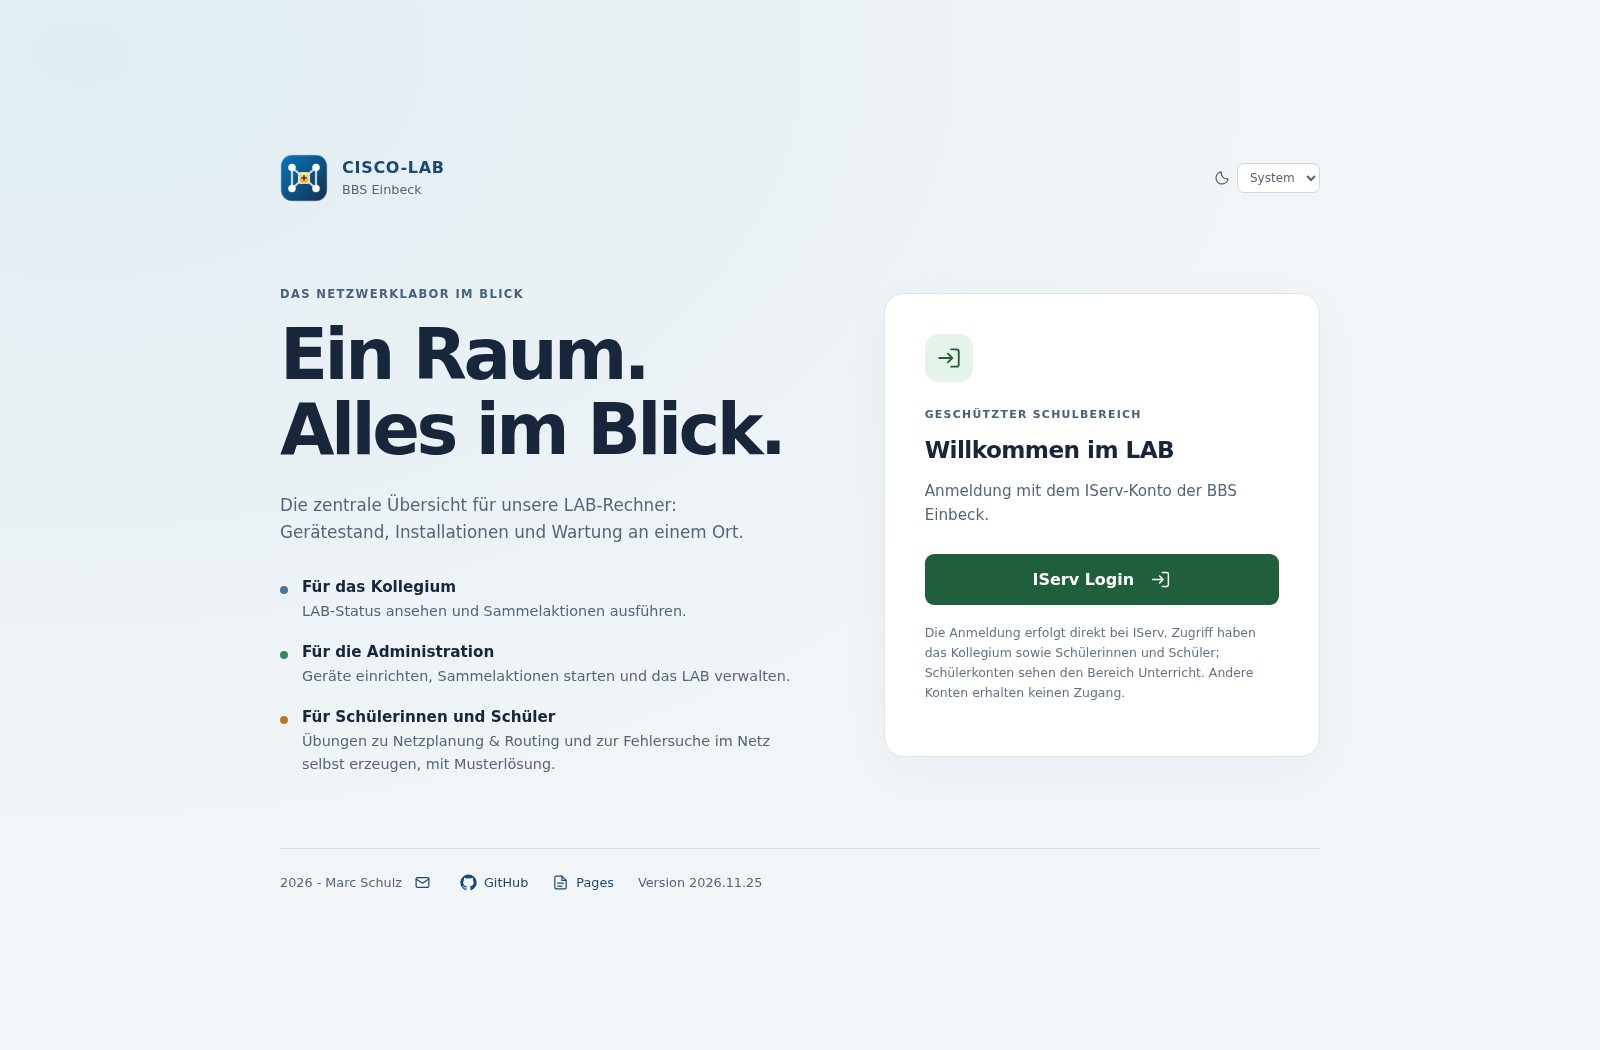 CISCO-LAB
BBS Einbeck
System
DAS NETZWERKLABOR IM BLICK
Ein Raum.
Alles im Blick.
Die zentrale Übersicht für unsere LAB-Rechner:
Gerätestand, Installationen und Wartung an einem Ort.
Für das Kollegium
LAB-Status ansehen und Sammelaktionen ausführen.
Für die Administration
Geräte einrichten, Sammelaktionen starten und das LAB verwalten.
Für Schülerinnen und Schüler
Übungen zu Netzplanung & Routing und zur Fehlersuche im Netz
selbst erzeugen, mit Musterlösung.
GESCHÜTZTER SCHULBEREICH
Willkommen im LAB
Anmeldung mit dem IServ-Konto der BBS
Einbeck.
IServ Login
Die Anmeldung erfolgt direkt bei IServ. Zugriff haben
das Kollegium sowie Schülerinnen und Schüler;
Schülerkonten sehen den Bereich Unterricht. Andere
Konten erhalten keinen Zugang.
2026 - Marc Schulz GitHub Pages Version 2026.11.25